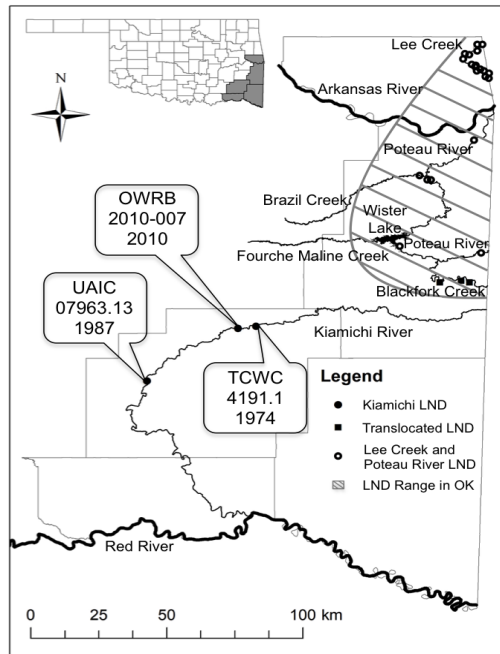 N
Lee Creek
Arkansas River
Poteau River
OWRB
2010-007
2010
Brazil Creek
Wister
Lake
Poteau River
Fourche Maline Creek
UAIC
07963.13
1987
Blackfork Creek
Kiamichi River
TCWC
4191.1
1974
Legend
Kiamichi LND
Translocated LND
Lee Creek and
Poteau River LND
LND Range in OK
Red River
0 25 50 100 km